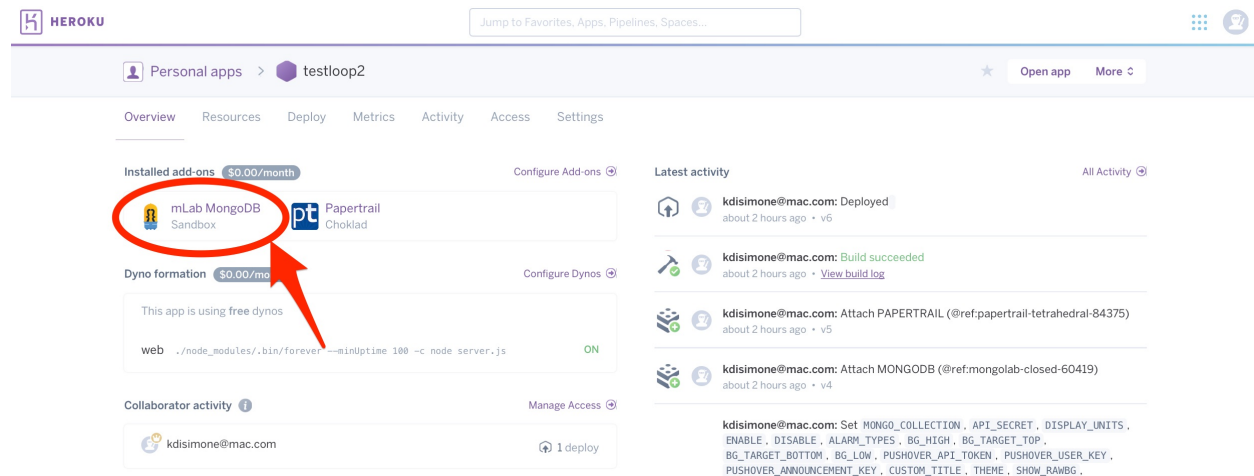 HEROKU
Jump to Favorites, Apps, Pipelines, Spaces...
Personal apps > testloop2
Open app
More
Overview
Resources
Deploy
Metrics
Activity
Access
Settings
Installed add-ons $0.00/month
Configure Add-ons
mLab MongoDB
Sandbox
pt
Papertrail
Choklad
Dyno formation $0.00/mo
Configure Dynos
This app is using free dynos
web ./node_modules/.bin/forever --minUptime 100 -c node server.js ON
Collaborator activity i
Manage Access
kdisimone@mac.com
1 deploy
Latest activity
All Activity
kdisimone@mac.com: Deployed
about 2 hours ago • v6
kdisimone@mac.com: Build succeeded
about 2 hours ago • View build log
kdisimone@mac.com: Attach PAPERTRAIL (@ref:papertrail-tetrahedral-84375)
about 2 hours ago • v5
kdisimone@mac.com: Attach MONGODB (@ref:mongolab-closed-60419)
about 2 hours ago • v4
kdisimone@mac.com: Set MONGO_COLLECTION, API_SECRET, DISPLAY_UNITS,
ENABLE, DISABLE, ALARM_TYPES, BG_HIGH, BG_TARGET_TOP,
BG_TARGET_BOTTOM, BG_LOW, PUSHOVER_API_TOKEN, PUSHOVER_USER_KEY,
PUSHOVER_ANNOUNCEMENT_KEY, CUSTOM_TITLE, THEME, SHOW_RAWBG,